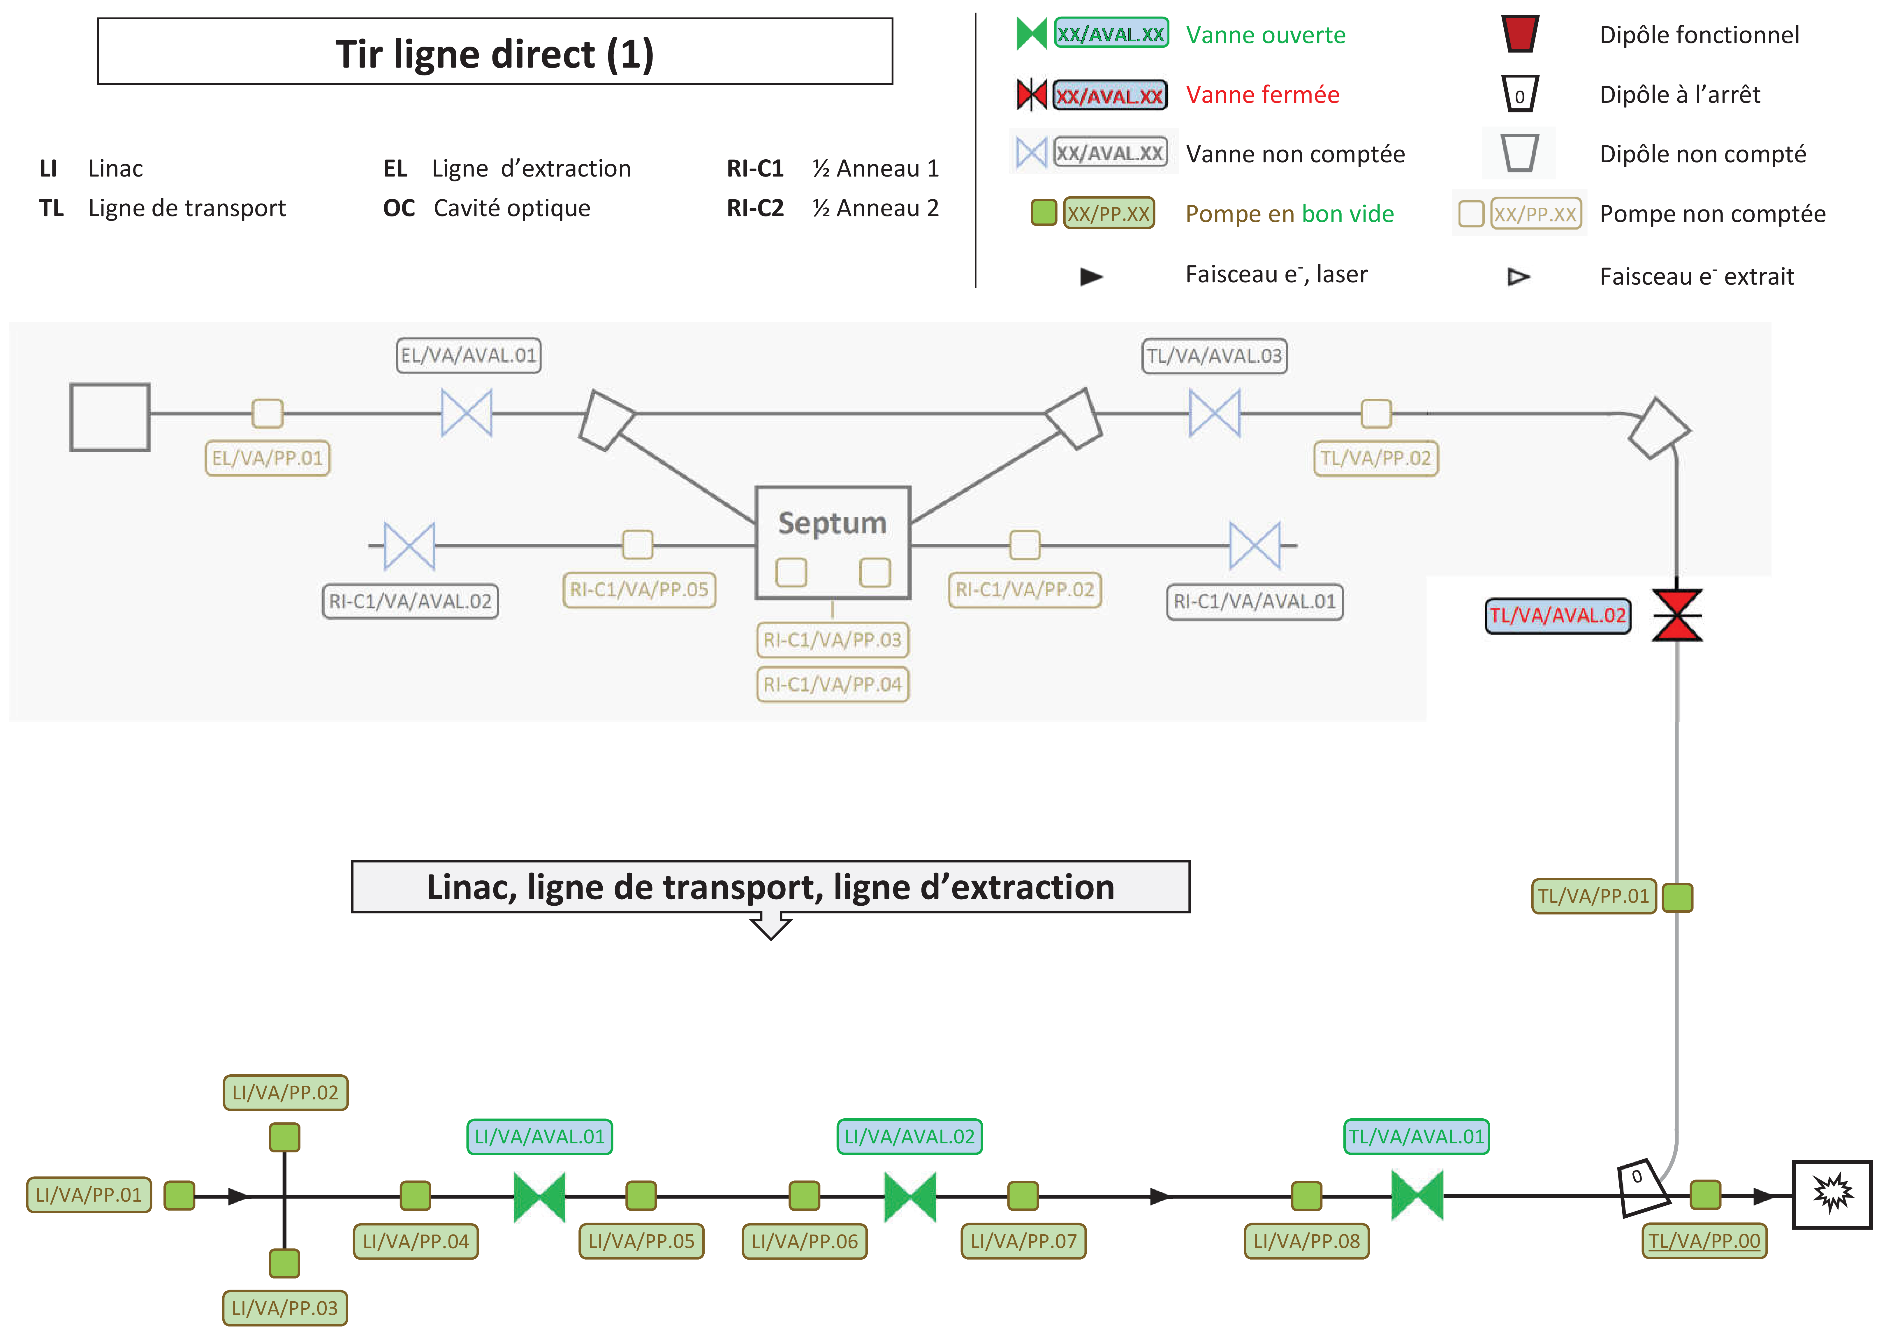 Tir ligne direct (1)
LI Linac
EL Ligne d’extraction
RI-C1 ½ Anneau 1
TL Ligne de transport
OC Cavité optique
RI-C2 ½ Anneau 2
XX/AVAL.XX Vanne ouverte
Dipôle fonctionnel
XX/AVAL.XX Vanne fermée
0 Dipôle à l’arrêt
XX/AVAL.XX Vanne non comptée
Dipôle non compté
XX/PP.XX Pompe en bon vide
XX/PP.XX Pompe non comptée
Faisceau e-, laser
Faisceau e- extrait
EL/VA/AVAL.01
TL/VA/AVAL.03
EL/VA/PP.01
TL/VA/PP.02
Septum
RI-C1/VA/AVAL.02
RI-C1/VA/PP.05
RI-C1/VA/PP.02
RI-C1/VA/AVAL.01
RI-C1/VA/PP.03
RI-C1/VA/PP.04
TL/VA/AVAL.02
Linac, ligne de transport, ligne d’extraction
TL/VA/PP.01
LI/VA/PP.02
LI/VA/AVAL.01
LI/VA/AVAL.02
TL/VA/AVAL.01
LI/VA/PP.01
0
LI/VA/PP.04
LI/VA/PP.05
LI/VA/PP.06
LI/VA/PP.07
LI/VA/PP.08
TL/VA/PP.00
LI/VA/PP.03